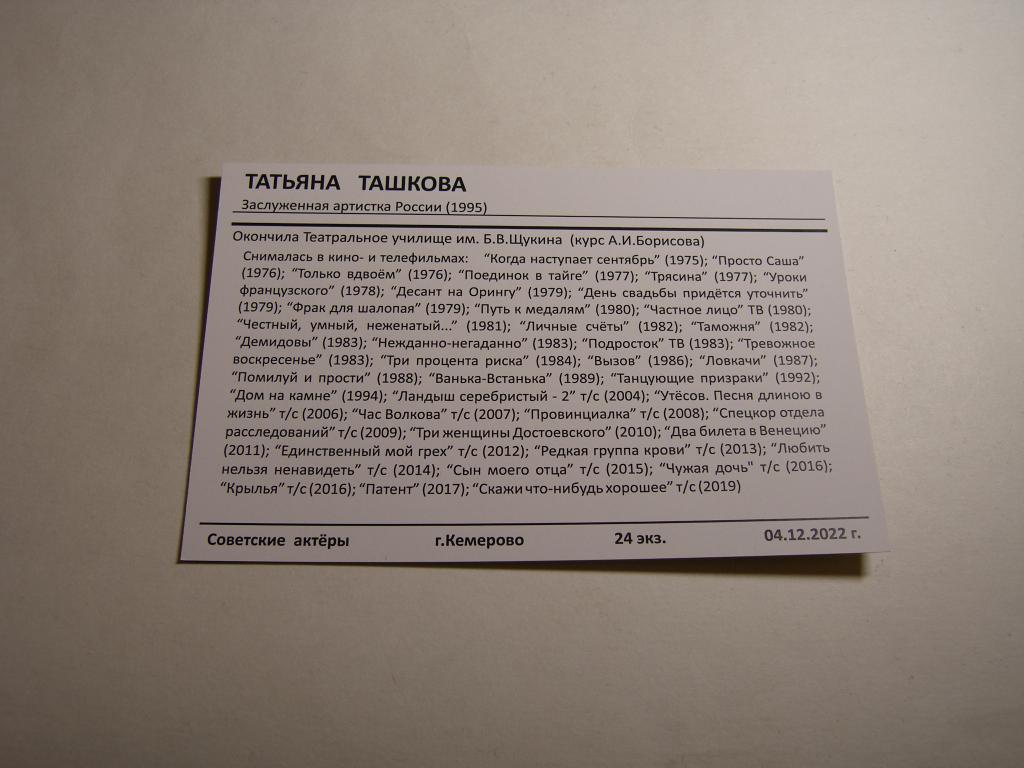 ТАТЬЯНА ТАШКОВА
Заслуженная артистка России (1995)
Окончила Театральное училище им. Б.В.Щукина (курс А.И.Борисова)
Снималась в кино- и телефильмах: “Когда наступает сентябрь” (1975); “Просто Саша”
(1976); “Только вдвоём” (1976); “Поединок в тайге” (1977); “Трясина” (1977); “Уроки
французского” (1978); “Десант на Орингу” (1979); “День свадьбы придётся уточнить”
(1979); “Фрак для шалопая” (1979); “Путь к медалям” (1980); “Частное лицо” ТВ (1980);
“Честный, умный, неженатый...” (1981); “Личные счёты” (1982); “Таможня” (1982);
“Демидовы” (1983); “Нежданно-негаданно” (1983); “Подросток” ТВ (1983); “Тревожное
воскресенье” (1983); “Три процента риска” (1984); “Вызов” (1986); “Ловкачи” (1987);
“Помилуй и прости” (1988); “Ванька-Встанька” (1989); “Танцующие призраки” (1992);
“Дом на камне” (1994); “Ландыш серебристый - 2” т/с (2004); “Утёсов. Песня длиною в
жизнь” т/с (2006); “Час Волкова” т/с (2007); “Провинциалка” т/с (2008); “Спецкор отдела
расследований” т/с (2009); “Три женщины Достоевского” (2010); “Два билета в Венецию”
(2011); “Единственный мой грех” т/с (2012); “Редкая группа крови” т/с (2013); “Любить
нельзя ненавидеть” т/с (2014); “Сын моего отца” т/с (2015); “Чужая дочь" т/с (2016);
“Крылья” т/с (2016); “Патент” (2017); “Скажи что-нибудь хорошее” т/с (2019)
Советские актёры г.Кемерово 24 экз. 04.12.2022 г.